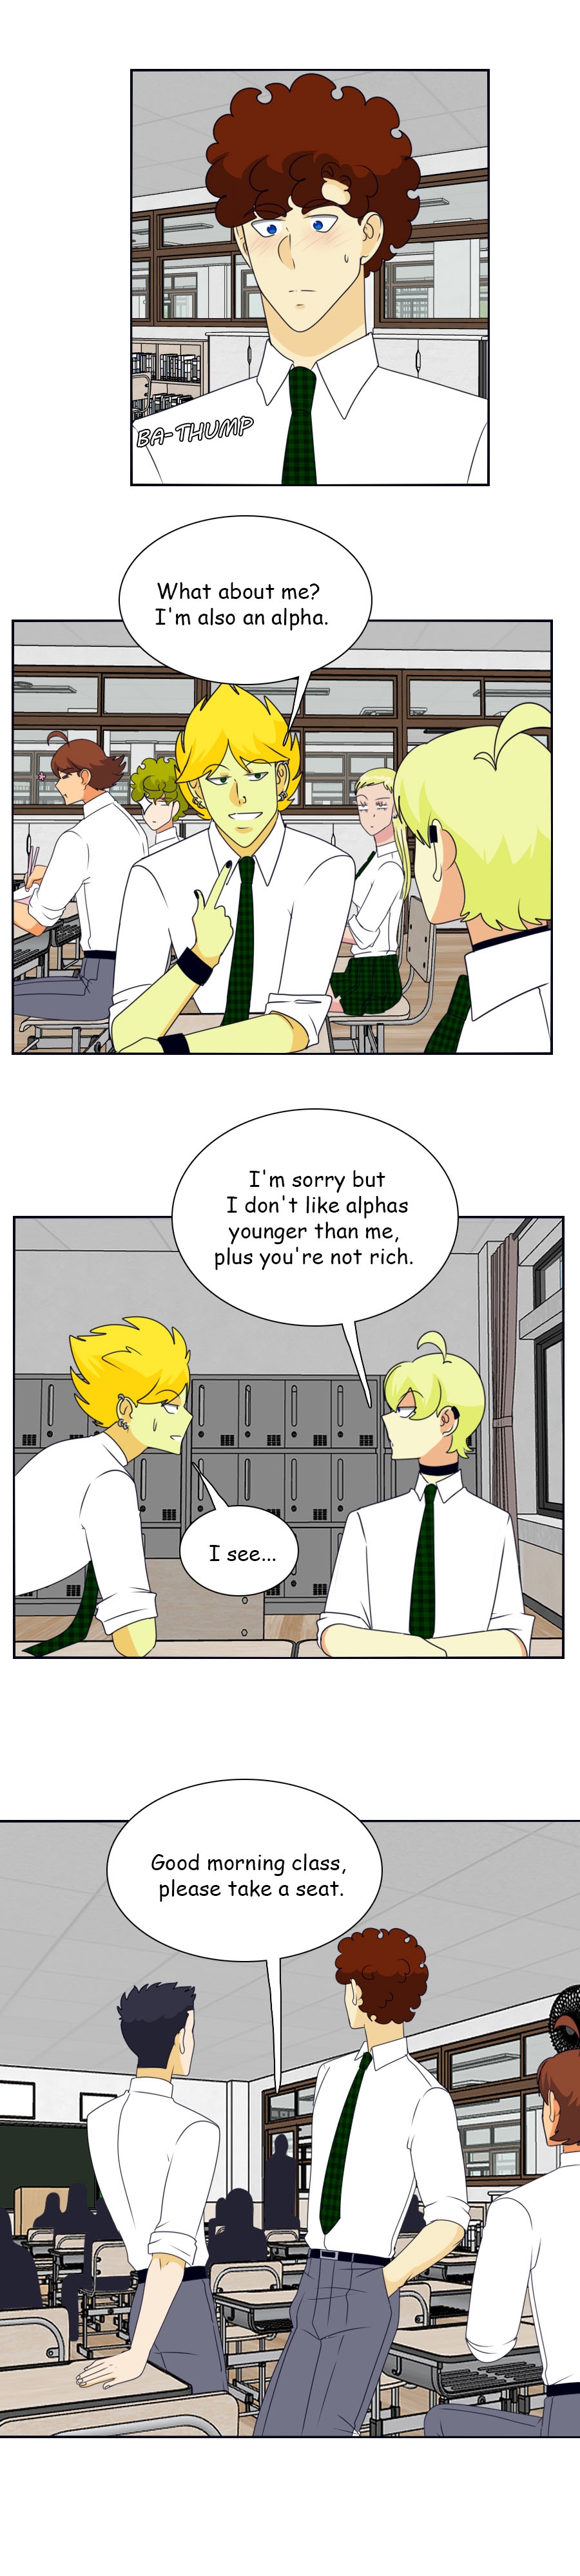 BA-THUMP
What about me?
I'm also an alpha.
I'm sorry but
I don't like alphas
younger than me,
plus you're not rich.
I see...
Good morning class,
please take a seat.